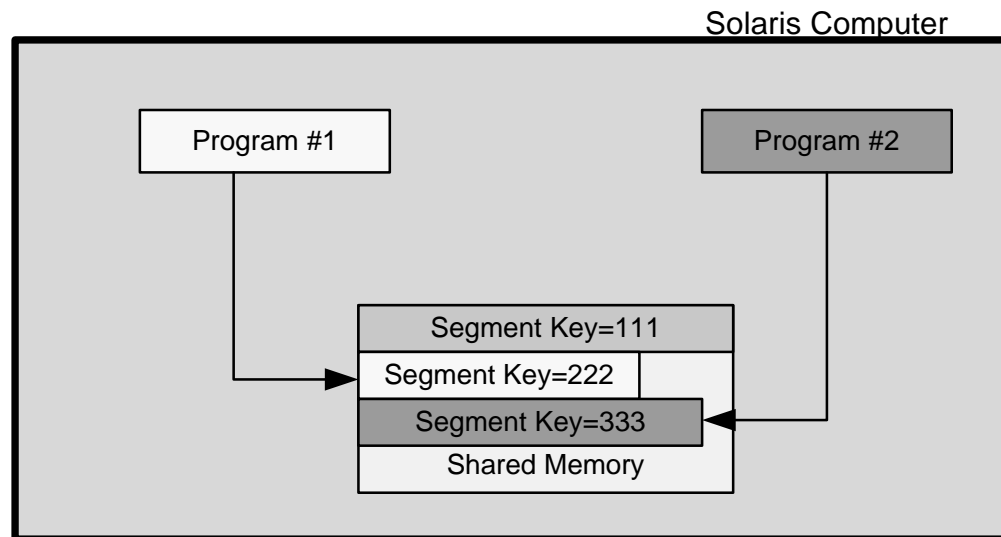 Solaris Computer
Program #1
Program #2
Segment Key=111
Segment Key=222
Segment Key=333
Shared Memory